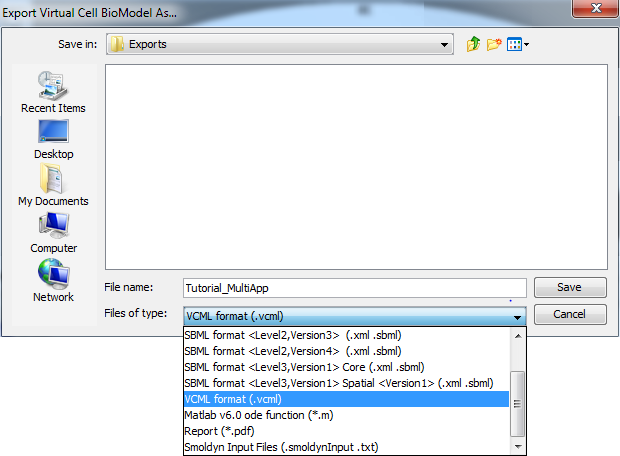 Export Virtual Cell BioModel As...
Save in:
Exports
Recent Items
Desktop
My Documents
Computer
Network
File name:
Tutorial_MultiApp
Save
Files of type:
VCML format (.vcml)
Cancel
SBML format <Level2,Version3> (.xml .sbml)
SBML format <Level2,Version4> (.xml .sbml)
SBML format <Level3,Version1> Core (.xml .sbml)
SBML format <Level3,Version1> Spatial <Version1> (.xml .sbml)
VCML format (.vcml)
Matlab v6.0 ode function (*.m)
Report (*.pdf)
Smoldyn Input Files (.smoldynInput .txt)